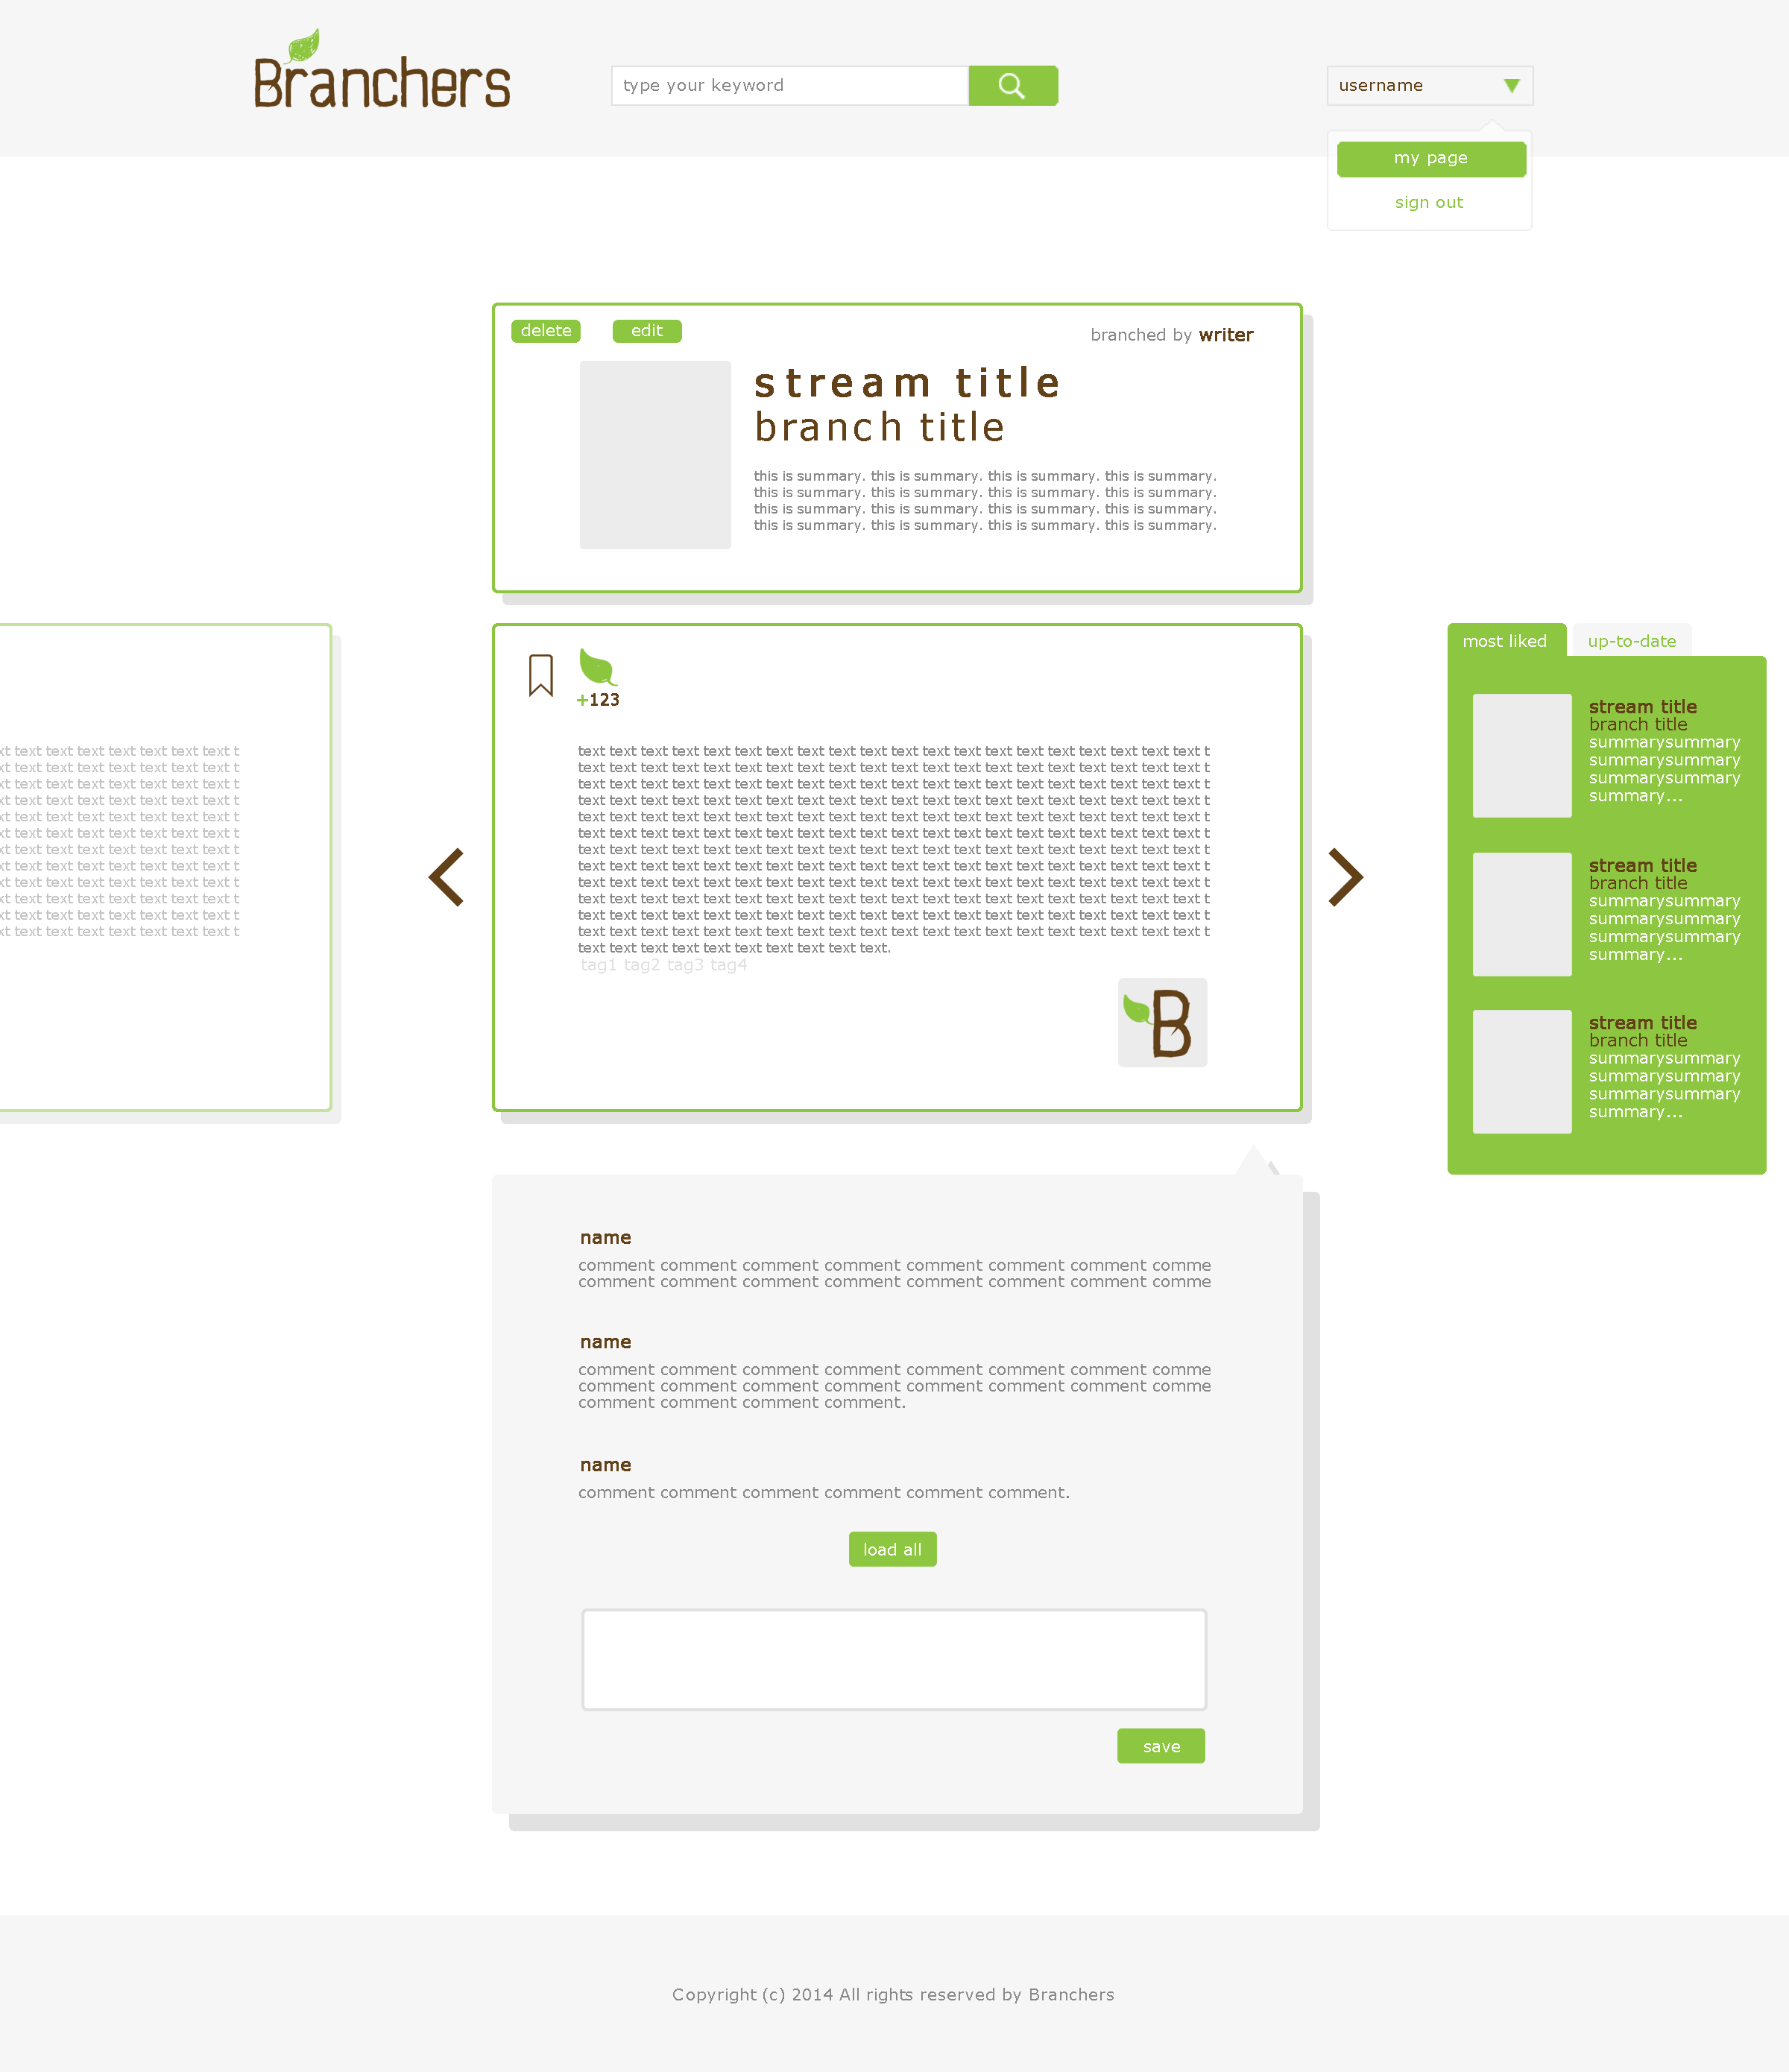 Branchers
type your keyword
username
my page
sign out
delete
edit
branched by writer
stream title
branch title
this is summary. this is summary. this is summary. this is summary.
this is summary. this is summary. this is summary. this is summary.
this is summary. this is summary. this is summary. this is summary.
this is summary. this is summary. this is summary. this is summary.
xt text text text text text text text t
xt text text text text text text text t
xt text text text text text text text t
xt text text text text text text text t
xt text text text text text text text t
xt text text text text text text text t
xt text text text text text text text t
xt text text text text text text text t
xt text text text text text text text t
xt text text text text text text text t
xt text text text text text text text t
xt text text text text text text text t
+123
text text text text text text text text text text text text text text text text text text text text t
text text text text text text text text text text text text text text text text text text text text t
text text text text text text text text text text text text text text text text text text text text t
text text text text text text text text text text text text text text text text text text text text t
text text text text text text text text text text text text text text text text text text text text t
text text text text text text text text text text text text text text text text text text text text t
text text text text text text text text text text text text text text text text text text text text t
text text text text text text text text text text text text text text text text text text text text t
text text text text text text text text text text text text text text text text text text text text t
text text text text text text text text text text text text text text text text text text text text t
text text text text text text text text text text text text text text text text text text text text t
text text text text text text text text text text text text text text text text text text text text t
text text text text text text text text text text.
tag1 tag2 tag3 tag4
B
most liked
up-to-date
stream title
branch title
summarysummary
summarysummary
summarysummary
summary...
stream title
branch title
summarysummary
summarysummary
summarysummary
summary...
stream title
branch title
summarysummary
summarysummary
summarysummary
summary...
name
comment comment comment comment comment comment comment comme
comment comment comment comment comment comment comment comme
name
comment comment comment comment comment comment comment comme
comment comment comment comment comment comment comment comme
comment comment comment comment.
name
comment comment comment comment comment comment.
load all
save
Copyright (c) 2014 All rights reserved by Branchers